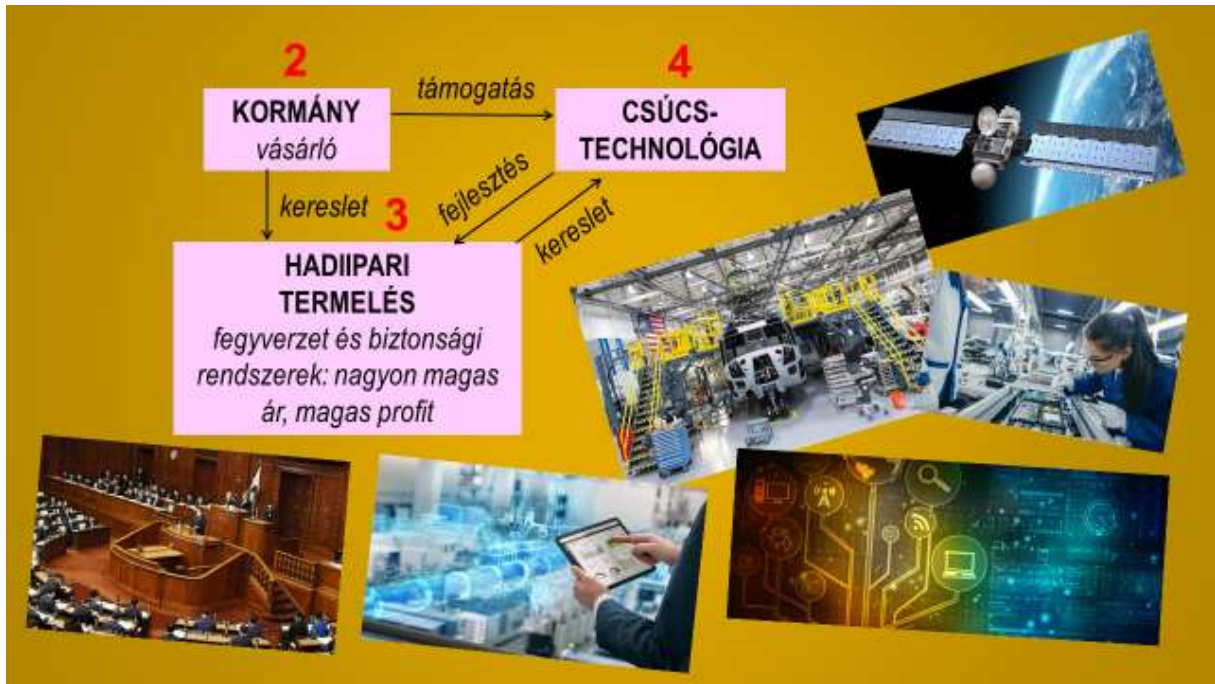 2
KORMÁNY
vásárló
támogatás
4
CSÚCS-
TECHNOLÓGIA
kereslet
3
fejlesztés
kereslet
HADIIPARI
TERMELÉS
fegyverzet és biztonsági
rendszerek: nagyon magas
ár, magas profit